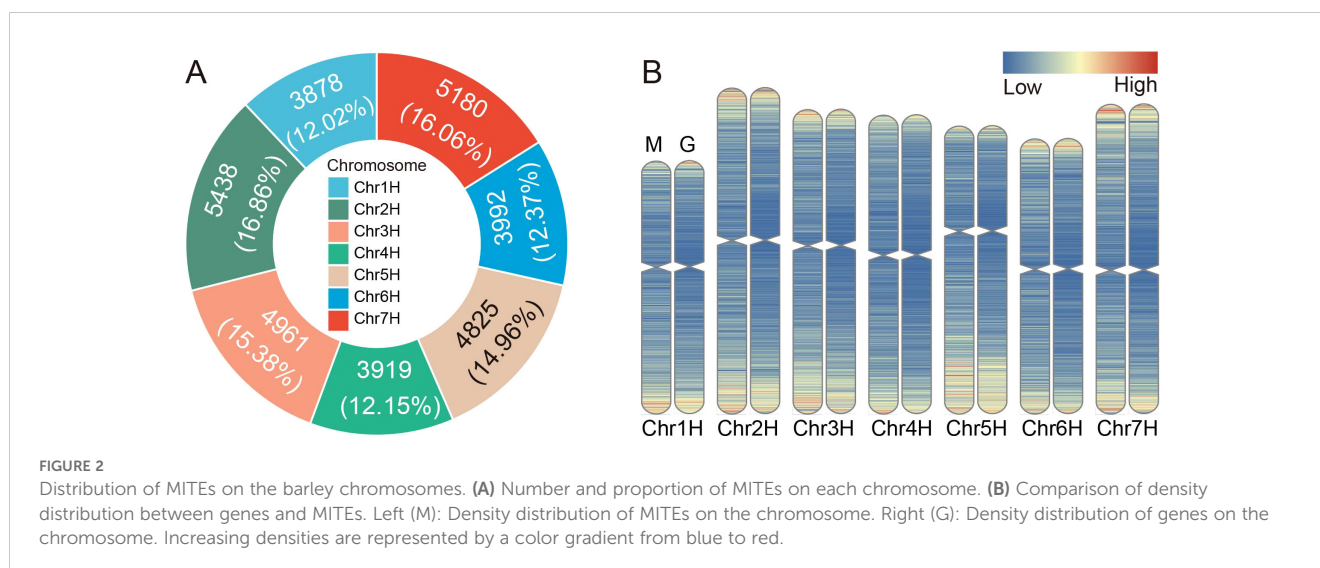 A
3878
(12.02%)
5180
(16.06%)
3992
(12.37%)
4825
(14.96%)
3919
(12.15%)
4961
(15.38%)
5438
(16.86%)
Chromosome
Chr1H
Chr2H
Chr3H
Chr4H
Chr5H
Chr6H
Chr7H
B
Low
High
M G
Chr1H Chr2H Chr3H Chr4H Chr5H Chr6H Chr7H
FIGURE 2
Distribution of MITEs on the barley chromosomes. (A) Number and proportion of MITEs on each chromosome. (B) Comparison of density
distribution between genes and MITEs. Left (M): Density distribution of MITEs on the chromosome. Right (G): Density distribution of genes on the
chromosome. Increasing densities are represented by a color gradient from blue to red.